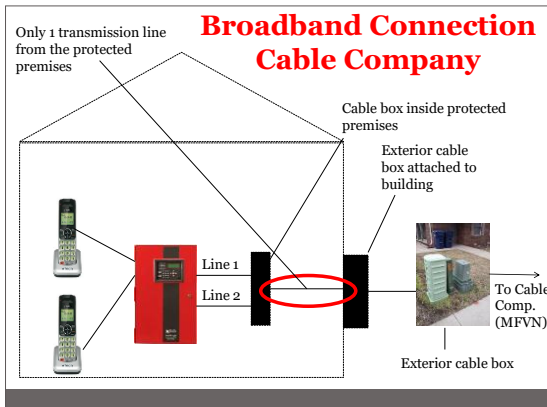 Broadband Connection
Cable Company
Only 1 transmission line
from the protected
premises
Cable box inside protected
premises
Exterior cable
box attached to
building
Line 1
Line 2
To Cable
Comp.
(MFVN)
Exterior cable box